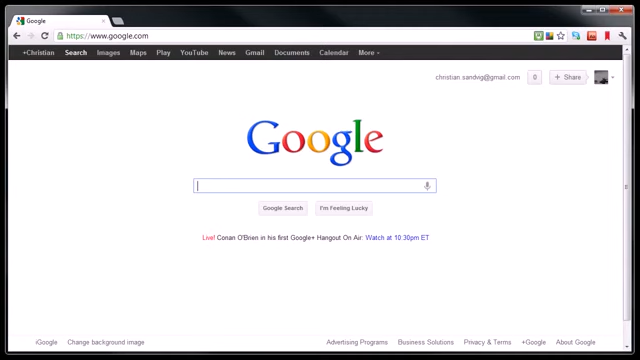 Google
https://www.google.com
+Christian Search Images Maps Play YouTube News Gmail Documents Calendar More
christian.sandvig@gmail.com 0 + Share
Google
Google Search I'm Feeling Lucky
Live! Conan O'Brien in his first Google+ Hangout On Air: Watch at 10:30pm ET
iGoogle Change background image Advertising Programs Business Solutions Privacy & Terms +Google About Google